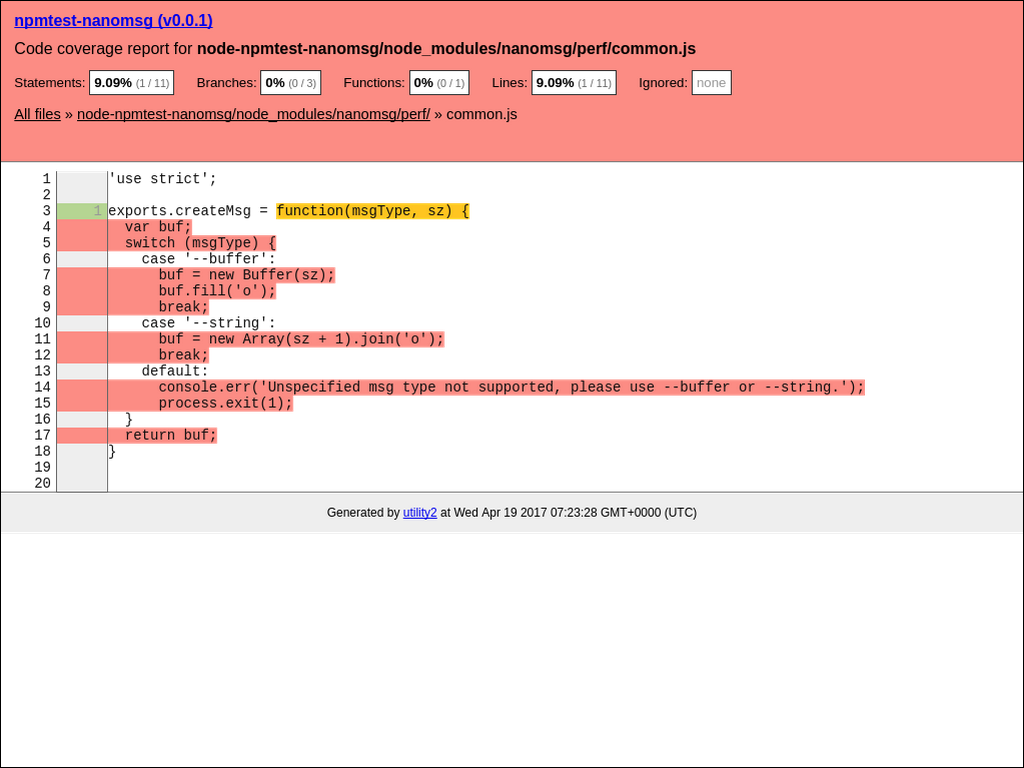 npmtest-nanomsg (v0.0.1)
Code coverage report for node-npmtest-nanomsg/node_modules/nanomsg/perf/common.js
Statements: 9.09% (1 / 11) Branches: 0% (0 / 3) Functions: 0% (0 / 1) Lines: 9.09% (1 / 11) Ignored: none
All files » node-npmtest-nanomsg/node_modules/nanomsg/perf/ » common.js
1 'use strict';
2
3 1 exports.createMsg = function(msgType, sz) {
4   var buf;
5   switch (msgType) {
6     case '--buffer':
7       buf = new Buffer(sz);
8       buf.fill('o');
9       break;
10     case '--string':
11       buf = new Array(sz + 1).join('o');
12       break;
13     default:
14       console.err('Unspecified msg type not supported, please use --buffer or --string.');
15       process.exit(1);
16   }
17   return buf;
18 }
19
20
Generated by utility2 at Wed Apr 19 2017 07:23:28 GMT+0000 (UTC)